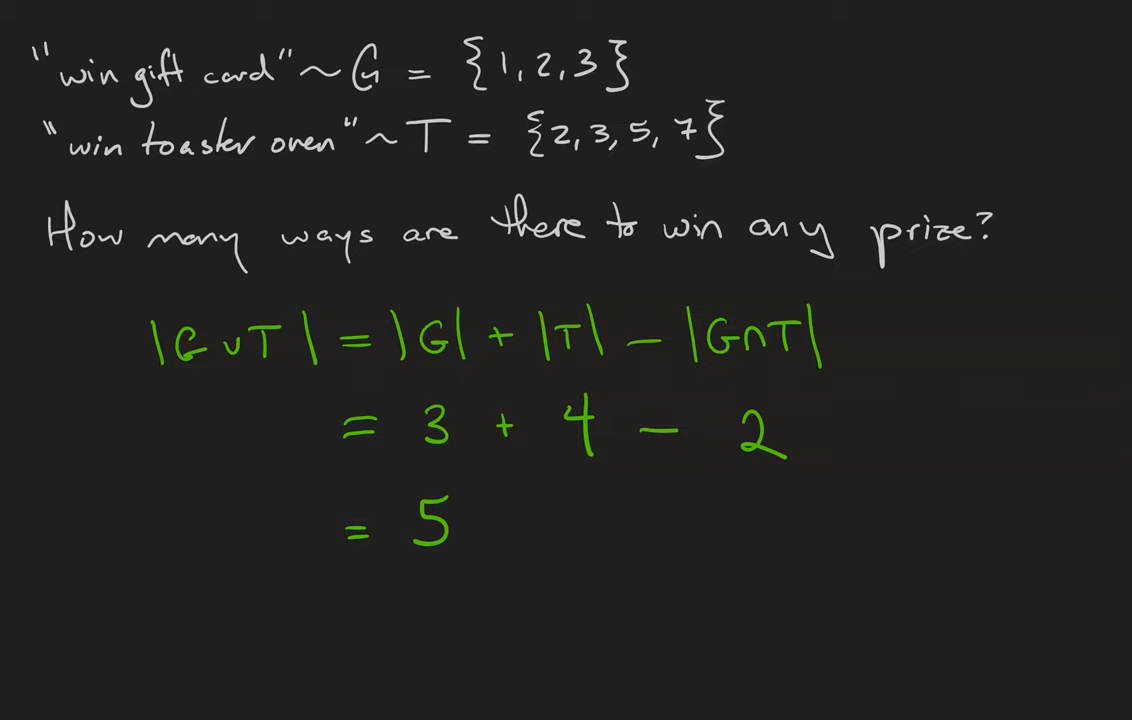 "win gift card" ~ G = {1, 2, 3}
"win toaster oven" ~ T = {2, 3, 5, 7}
How many ways are there to win any prize?
|G ∪ T| = |G| + |T| − |G ∩ T|
= 3 + 4 − 2
= 5